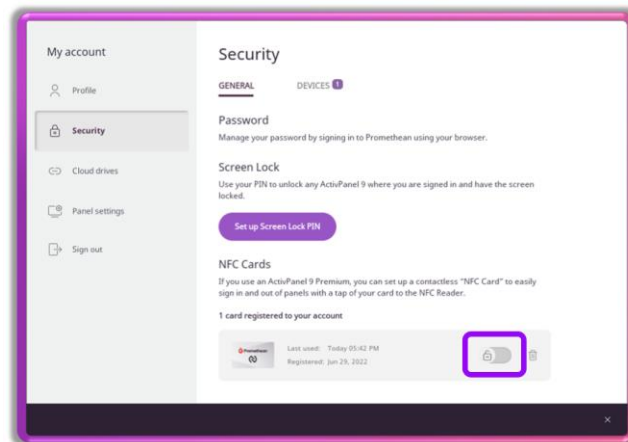 My account
Profile
Security
Cloud drives
Panel settings
Sign out
Security
GENERAL
DEVICES 1
Password
Manage your password by signing in to Promethean using your browser.
Screen Lock
Use your PIN to unlock any ActivPanel 9 where you are signed in and have the screen
locked.
Set up Screen Lock PIN
NFC Cards
If you use an ActivPanel 9 Premium, you can set up a contactless "NFC Card" to easily
sign in and out of panels with a tap of your card to the NFC Reader.
1 card registered to your account
Promethean
Last used: Today 05:42 PM
Registered: Jun 29, 2022